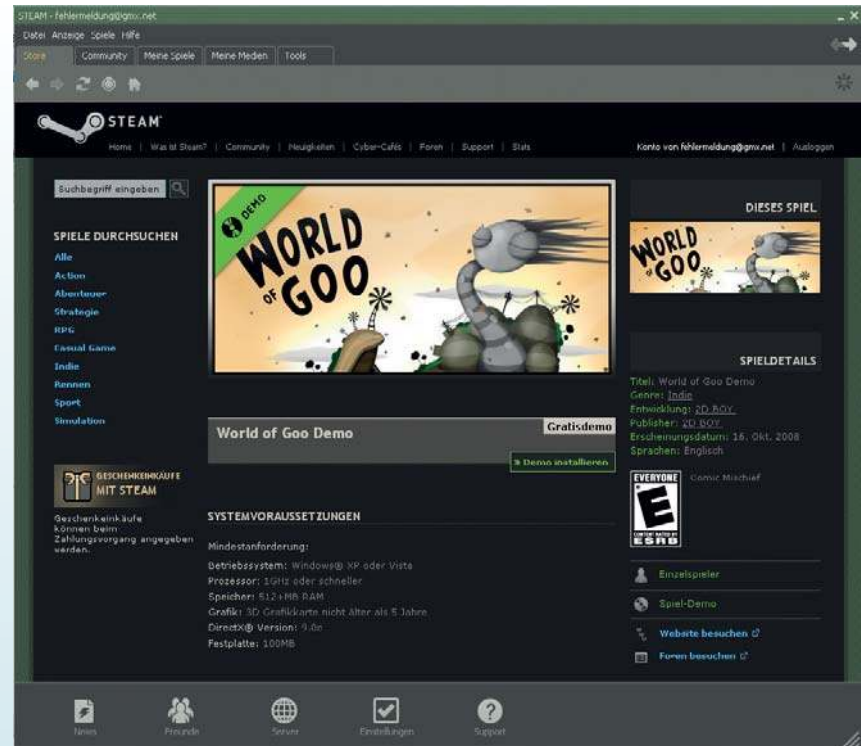 STEAM - fehlermeldung@gmx.net
Datei Anzeige Spiele Hilfe
Store Community Meine Spiele Meine Medien Tools
STEAM
Home | Was ist Steam? | Community | Neuigkeiten | Cyber-Cafés | Foren | Support | Stats
Konto von fehlermeldung@gmx.net | Ausloggen
Suchbegriff eingeben
SPIELE DURCHSUCHEN
Alle
Action
Abenteuer
Strategie
RPG
Casual Game
Indie
Rennen
Sport
Simulation
GESCHENKEINKÄUFE
MIT STEAM
Geschenkeinkäufe
können beim
Zahlungsvorgang angegeben
werden.
DEMO
WORLD
OF GOO
World of Goo Demo
Gratisdemo
» Demo installieren
SYSTEMVORAUSSETZUNGEN
Mindestanforderung:
Betriebssystem: Windows® XP oder Vista
Prozessor: 1GHz oder schneller
Speicher: 512+MB RAM
Grafik: 3D Grafikkarte nicht älter als 5 Jahre
DirectX® Version: 9.0c
Festplatte: 100MB
DIESES SPIEL
WORLD
OF GOO
SPIELDETAILS
Titel: World of Goo Demo
Genre: Indie
Entwicklung: 2D BOY
Publisher: 2D BOY
Erscheinungsdatum: 16. Okt. 2008
Sprachen: Englisch
EVERYONE
E
CONTENT RATED BY
ESRB
Comic Mischief
Einzelspieler
Spiel-Demo
Website besuchen
Foren besuchen
News Freunde Server Einstellungen Support